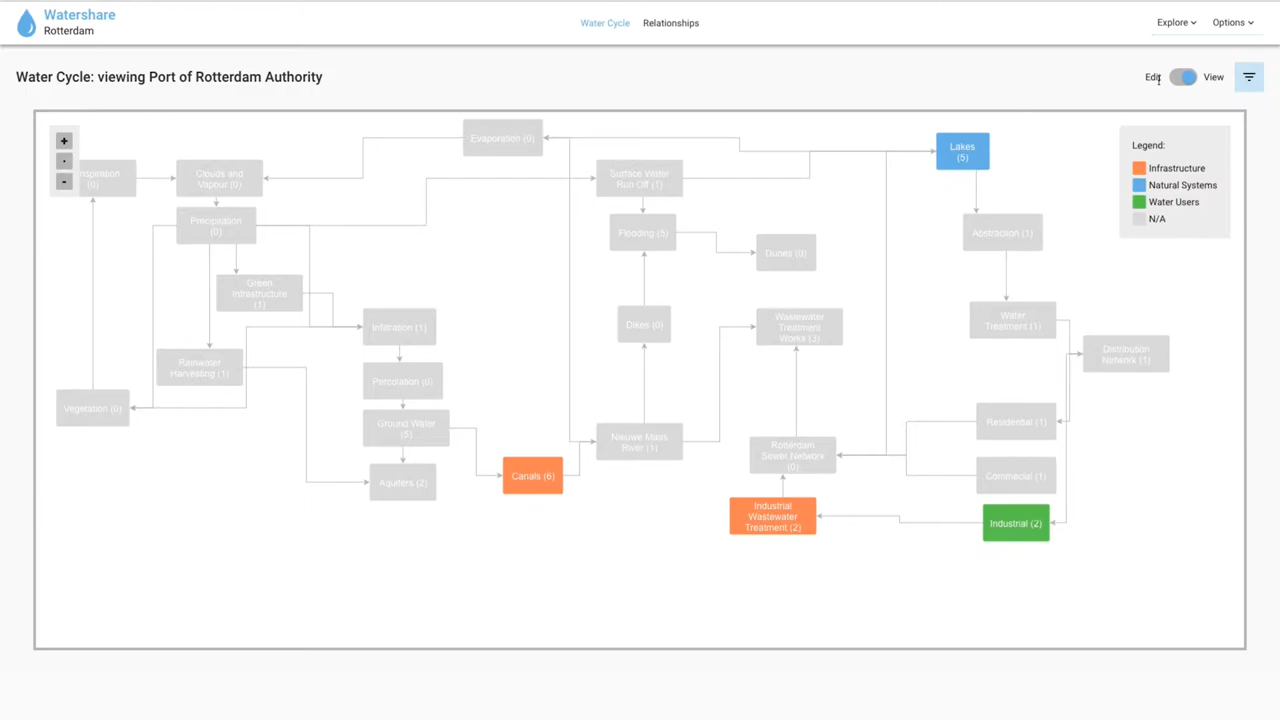 Watershare
Rotterdam
Water Cycle
Relationships
Explore
Options
Water Cycle: viewing Port of Rotterdam Authority
Edit
View
+
-
nspiration
(0)
Clouds and
Vapour (0)
Evaporation (0)
Surface Water
Run Off (1)
Lakes
(5)
Legend:
Infrastructure
Natural Systems
Water Users
N/A
Precipitation
(0)
Flooding (5)
Dunes (0)
Abstraction (1)
Green
Infrastructure
(1)
Infiltration (1)
Dikes (0)
Wastewater
Treatment
Works (3)
Water
Treatment (1)
Distribution
Network (1)
Rainwater
Harvesting (1)
Percolation (0)
Vegetation (0)
Ground Water
(5)
Nieuwe Maas
River (1)
Rotterdam
Sewer Network
(0)
Residential (1)
Aquifers (2)
Canals (6)
Commecial (1)
Industrial
Wastewater
Treatment (2)
Industrial (2)